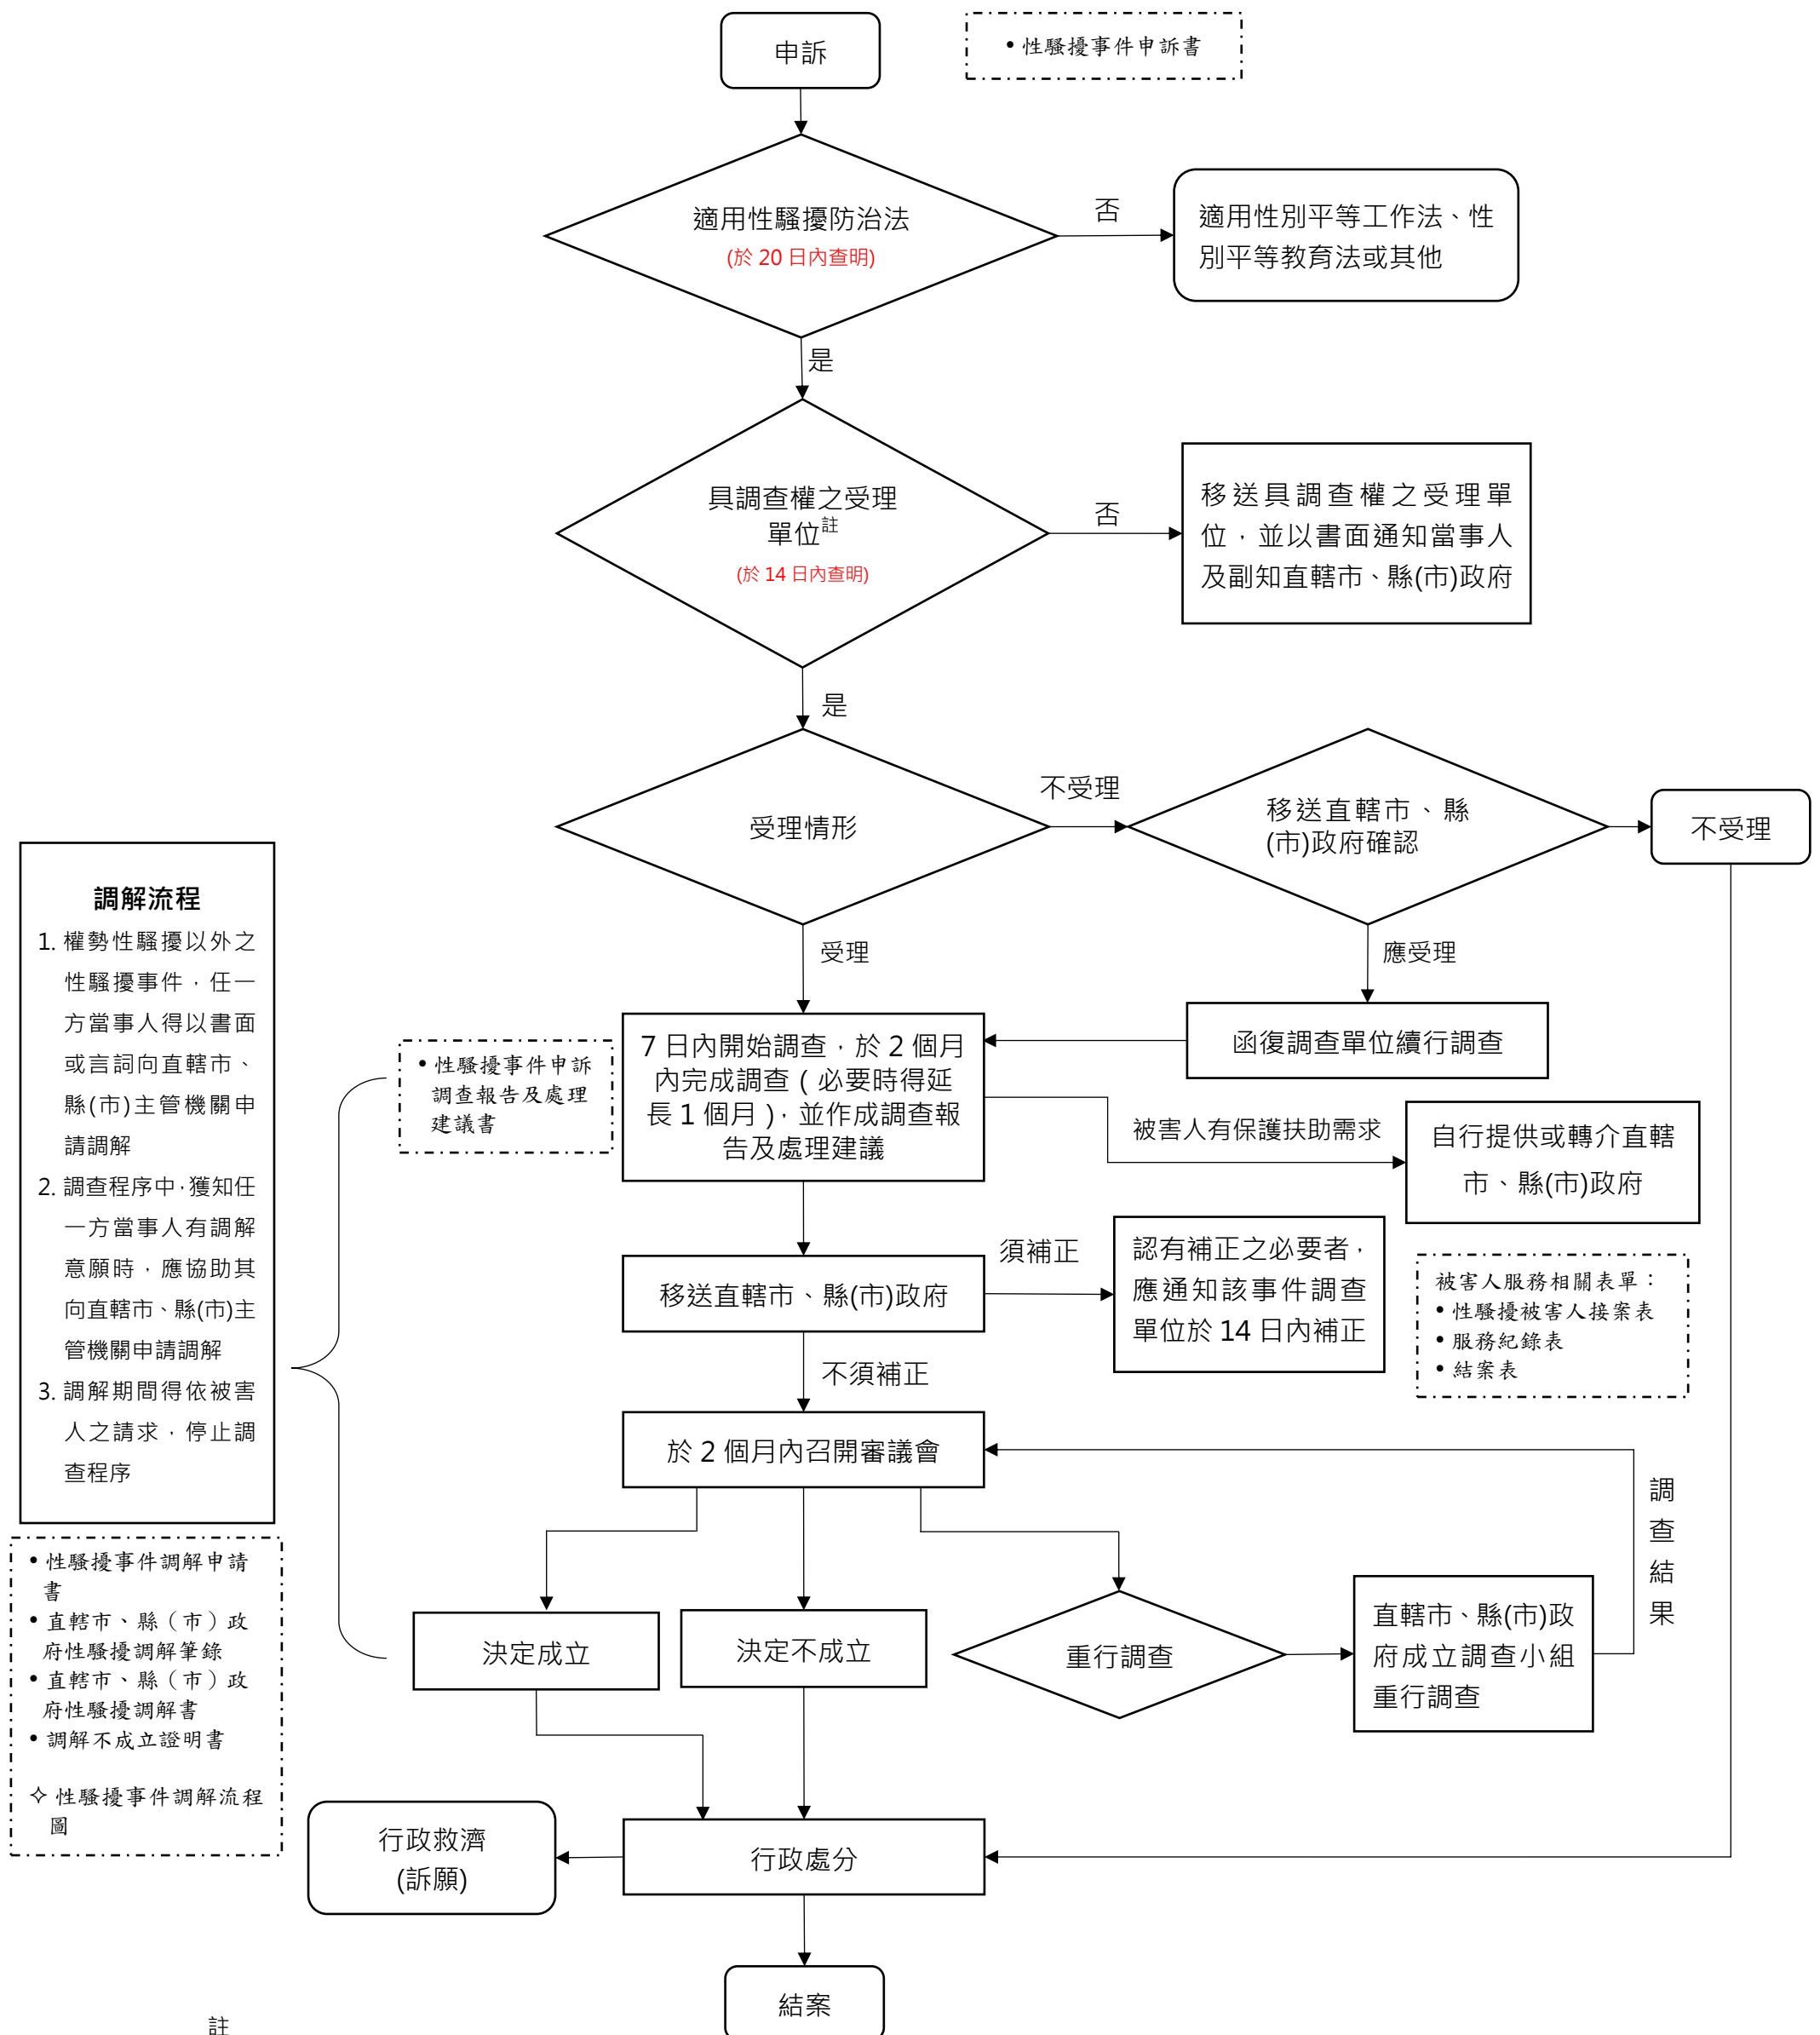 申訴
• 性騷擾事件申訴書
適用性騷擾防治法
(於 20 日內查明)
否
適用性別平等工作法、性
別平等教育法或其他
是
具調查權之受理
單位註
(於 14 日內查明)
否
移送具調查權之受理單
位，並以書面通知當事人
及副知直轄市、縣(市)政府
是
受理情形
不受理
移送直轄市、縣
(市)政府確認
不受理
受理
應受理
調解流程
1. 權勢性騷擾以外之
性騷擾事件，任一
方當事人得以書面
或言詞向直轄市、
縣(市)主管機關申
請調解
2. 調查程序中，獲知任
一方當事人有調解
意願時，應協助其
向直轄市、縣(市)主
管機關申請調解
3. 調解期間得依被害
人之請求，停止調
查程序
• 性騷擾事件申訴
調查報告及處理
建議書
7 日內開始調查，於 2 個月
內完成調查（必要時得延
長 1 個月），並作成調查報
告及處理建議
函復調查單位續行調查
被害人有保護扶助需求
自行提供或轉介直轄
市、縣(市)政府
移送直轄市、縣(市)政府
須補正
認有補正之必要者，
應通知該事件調查
單位於 14 日內補正
被害人服務相關表單：
• 性騷擾被害人接案表
• 服務紀錄表
• 結案表
不須補正
於 2 個月內召開審議會
調
查
結
果
• 性騷擾事件調解申請
書
• 直轄市、縣（市）政
府性騷擾調解筆錄
• 直轄市、縣（市）政
府性騷擾調解書
• 調解不成立證明書
✧ 性騷擾事件調解流程
圖
決定成立
決定不成立
重行調查
直轄市、縣(市)政
府成立調查小組
重行調查
行政救濟
(訴願)
行政處分
結案
註